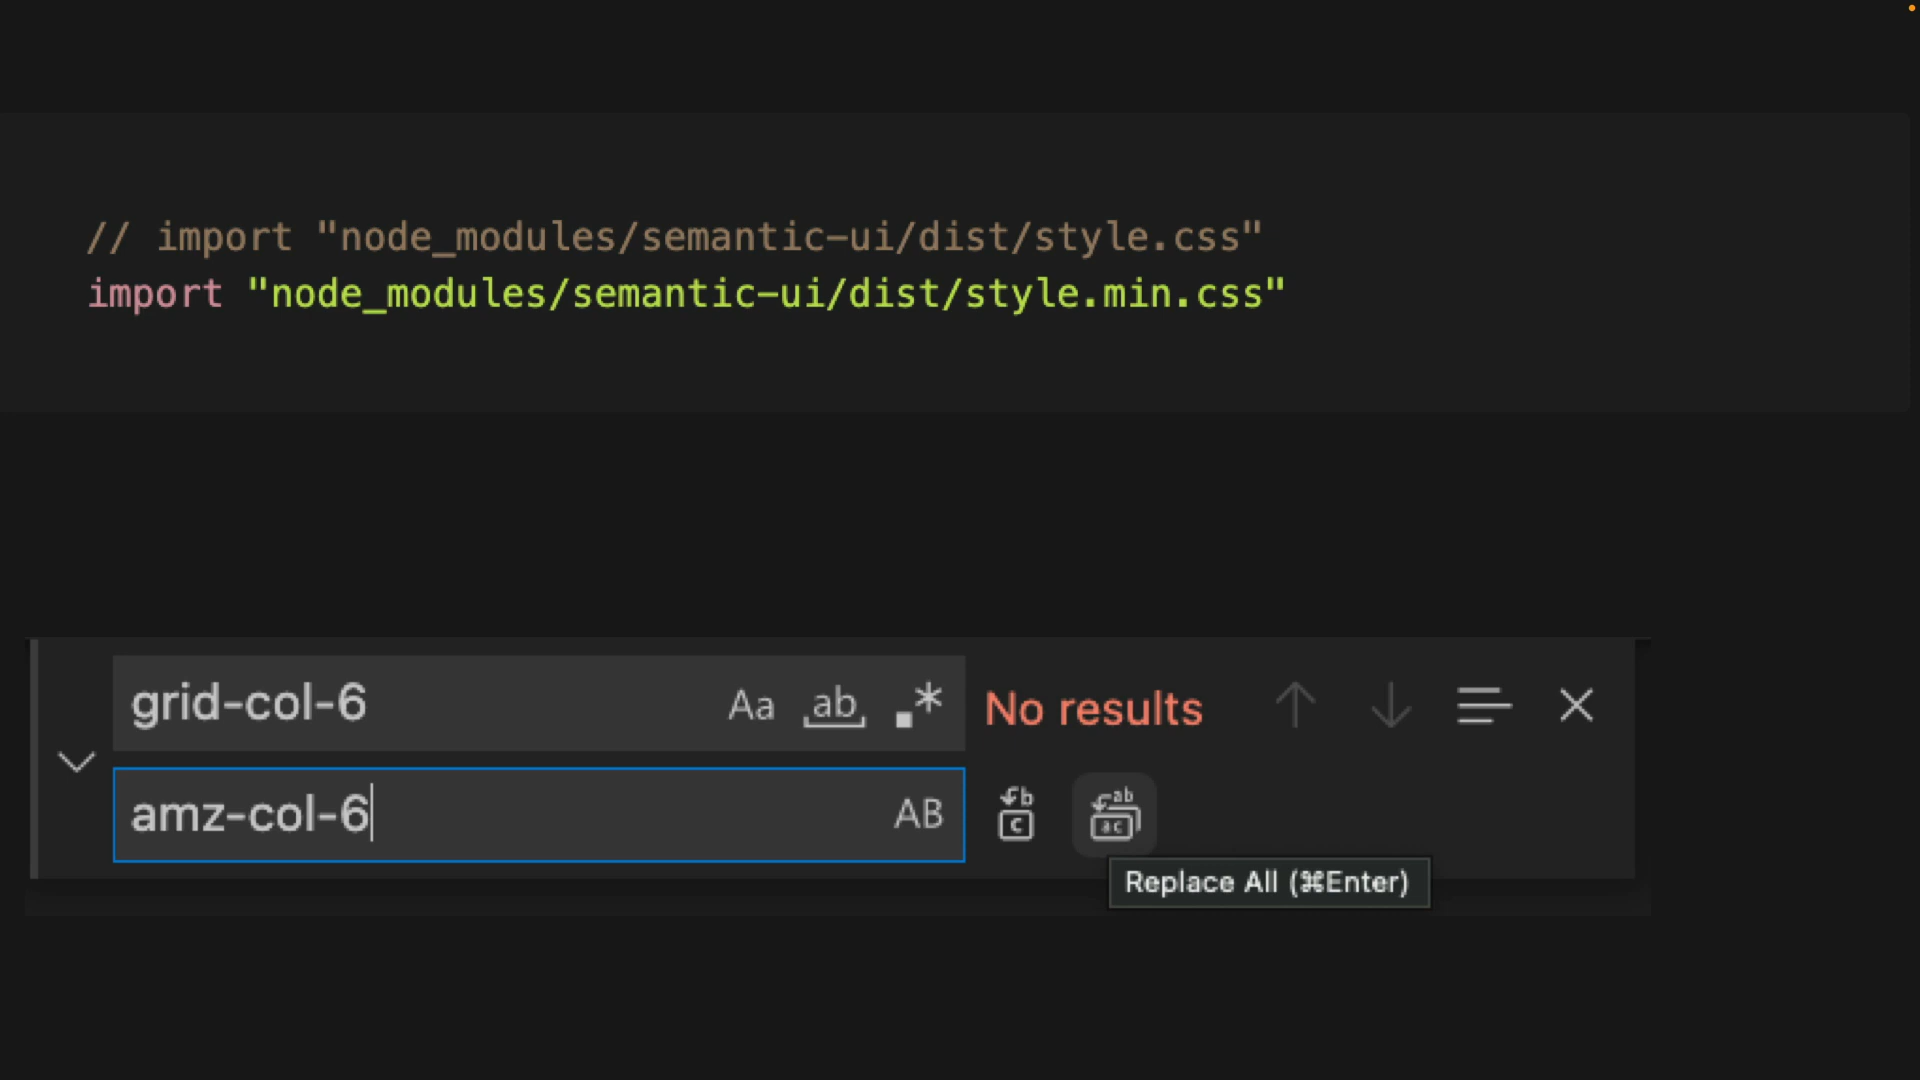 // import "node_modules/semantic-ui/dist/style.css"
import "node_modules/semantic-ui/dist/style.min.css"
grid-col-6 Aa ab .* No results
amz-col-6 AB
Replace All (⌘Enter)